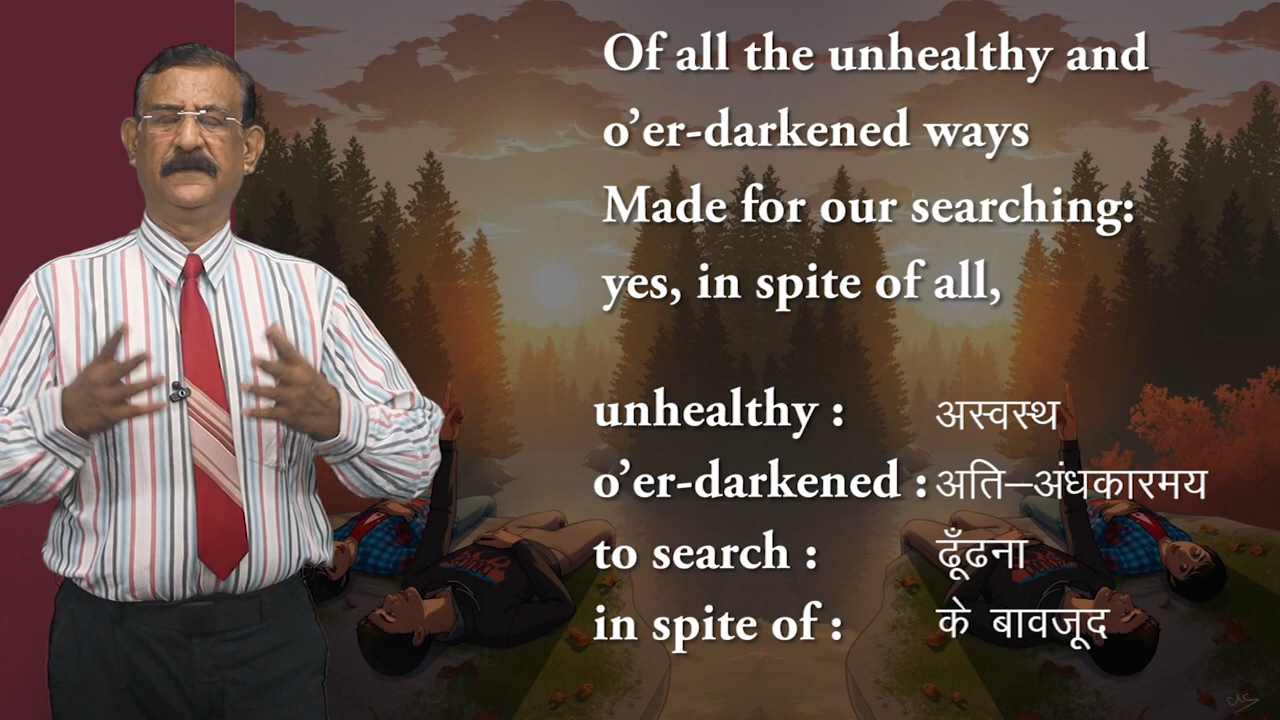 Of all the unhealthy and
o’er-darkened ways
Made for our searching:
yes, in spite of all,
unhealthy : अस्वस्थ
o’er-darkened : अति–अंधकारमय
to search : ढूँढना
in spite of : के बावजूद